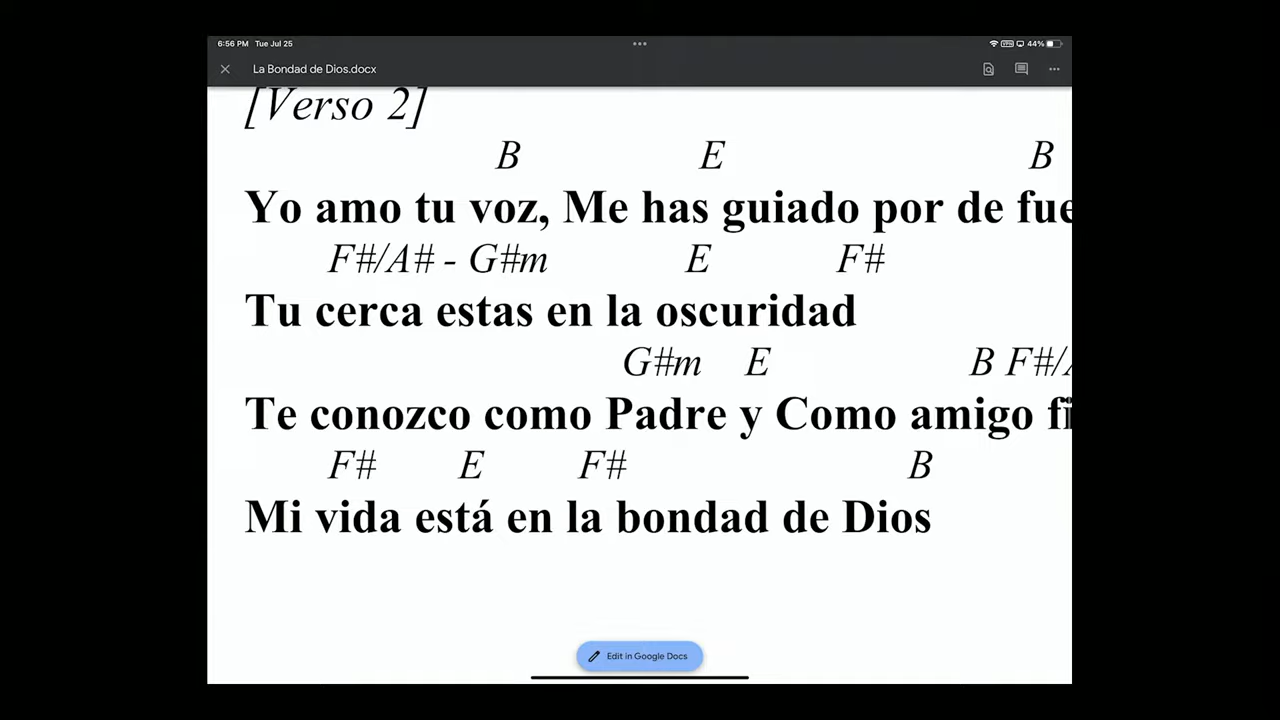 6:56 PM Tue Jul 25
44%
La Bondad de Dios.docx
[Verso 2]
B E B
Yo amo tu voz, Me has guiado por de fue
F#/A# - G#m E F#
Tu cerca estas en la oscuridad
G#m E B F#/
Te conozco como Padre y Como amigo
F# E F# B
Mi vida está en la bondad de Dios
Edit in Google Docs